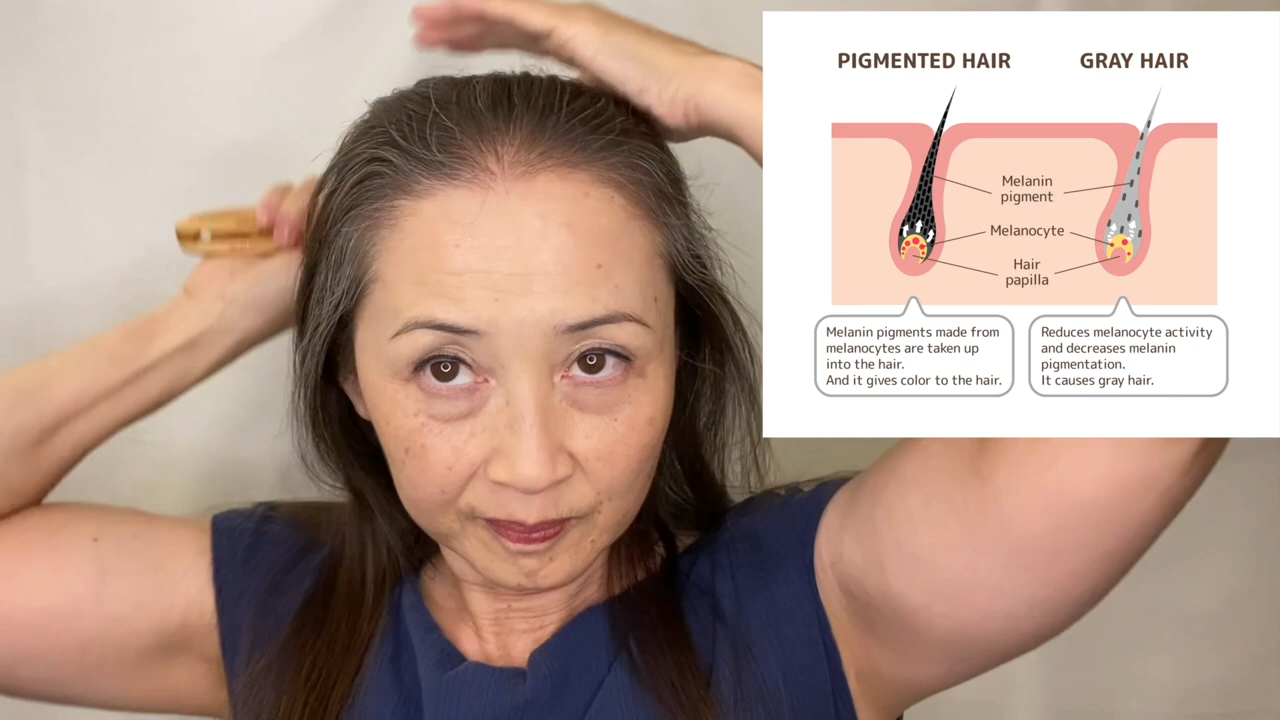 PIGMENTED HAIR
GRAY HAIR
Melanin
pigment
Melanocyte
Hair
papilla
Melanin pigments made from
melanocytes are taken up
into the hair.
And it gives color to the hair.
Reduces melanocyte activity
and decreases melanin
pigmentation.
It causes gray hair.